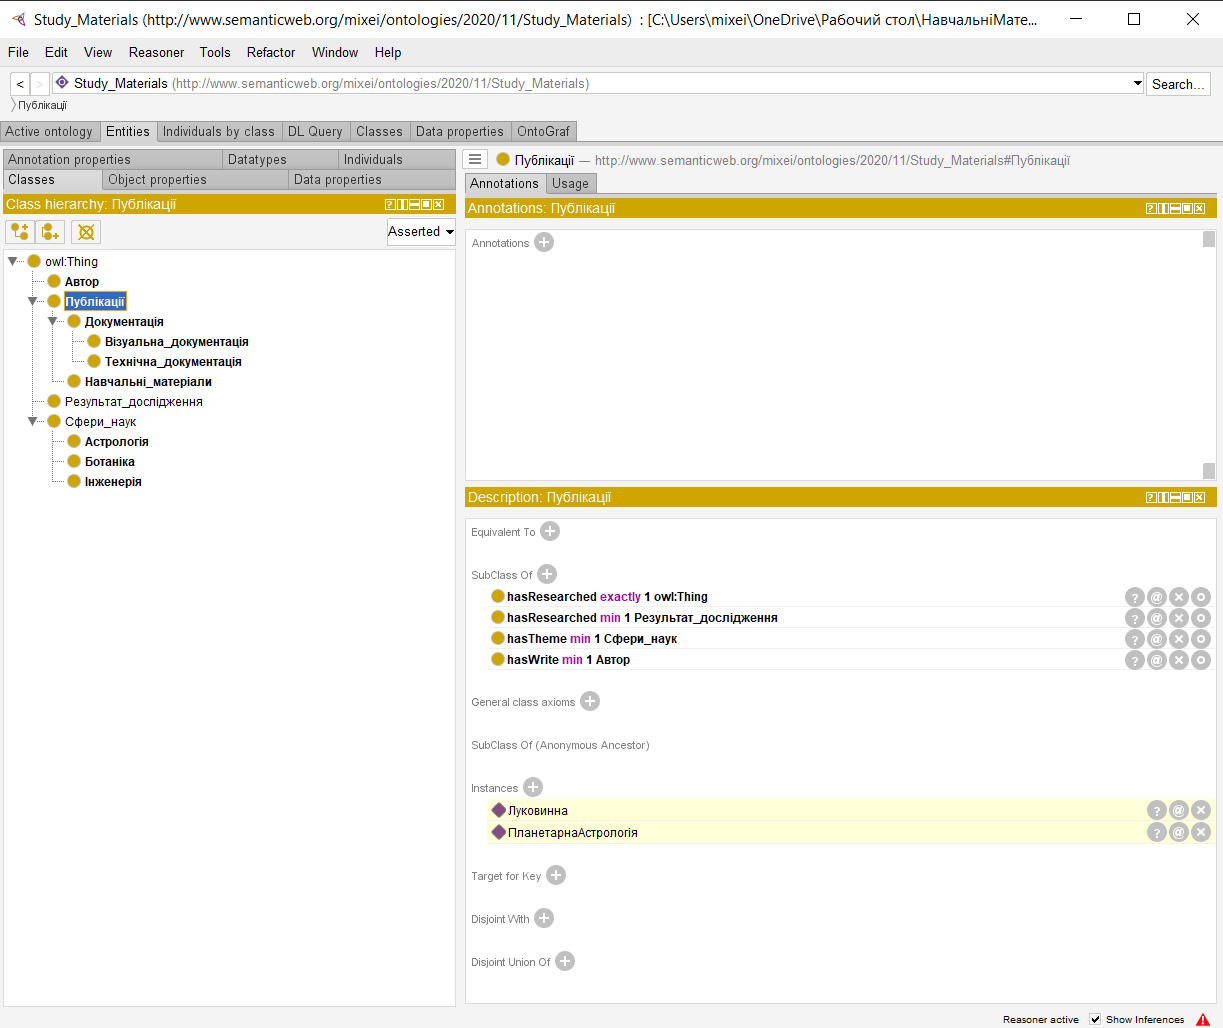 Study_Materials (http://www.semanticweb.org/mixei/ontologies/2020/11/Study_Materials) : [C:\Users\mixei\OneDrive\Рабочий стол\НавчальніМате...
File Edit View Reasoner Tools Refactor Window Help
< > Study_Materials (http://www.semanticweb.org/mixei/ontologies/2020/11/Study_Materials) Search...
Публікації
Active ontology Entities Individuals by class DL Query Classes Data properties OntoGraf
Annotation properties Datatypes Individuals
Classes Object properties Data properties
Class hierarchy: Публікації
Asserted
owl:Thing
Автор
Публікації
Документація
Візуальна_документація
Технічна_документація
Навчальні_матеріали
Результат_дослідження
Сфери_наук
Астрологія
Ботаніка
Інженерія
Публікації — http://www.semanticweb.org/mixei/ontologies/2020/11/Study_Materials#Публікації
Annotations Usage
Annotations: Публікації
Annotations
Description: Публікації
Equivalent To
SubClass Of
hasResearched exactly 1 owl:Thing
hasResearched min 1 Результат_дослідження
hasTheme min 1 Сфери_наук
hasWrite min 1 Автор
General class axioms
SubClass Of (Anonymous Ancestor)
Instances
Луковинна
ПланетарнаАстрологія
Target for Key
Disjoint With
Disjoint Union Of
Reasoner active Show Inferences